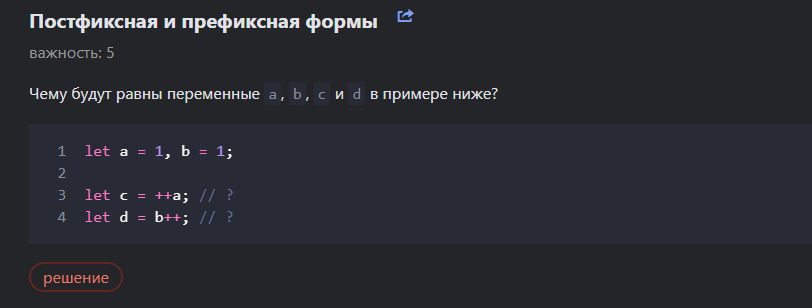 Постфиксная и префиксная формы
важность: 5
Чему будут равны переменные a, b, c и d в примере ниже?
1 let a = 1, b = 1;
2
3 let c = ++a; // ?
4 let d = b++; // ?
решение